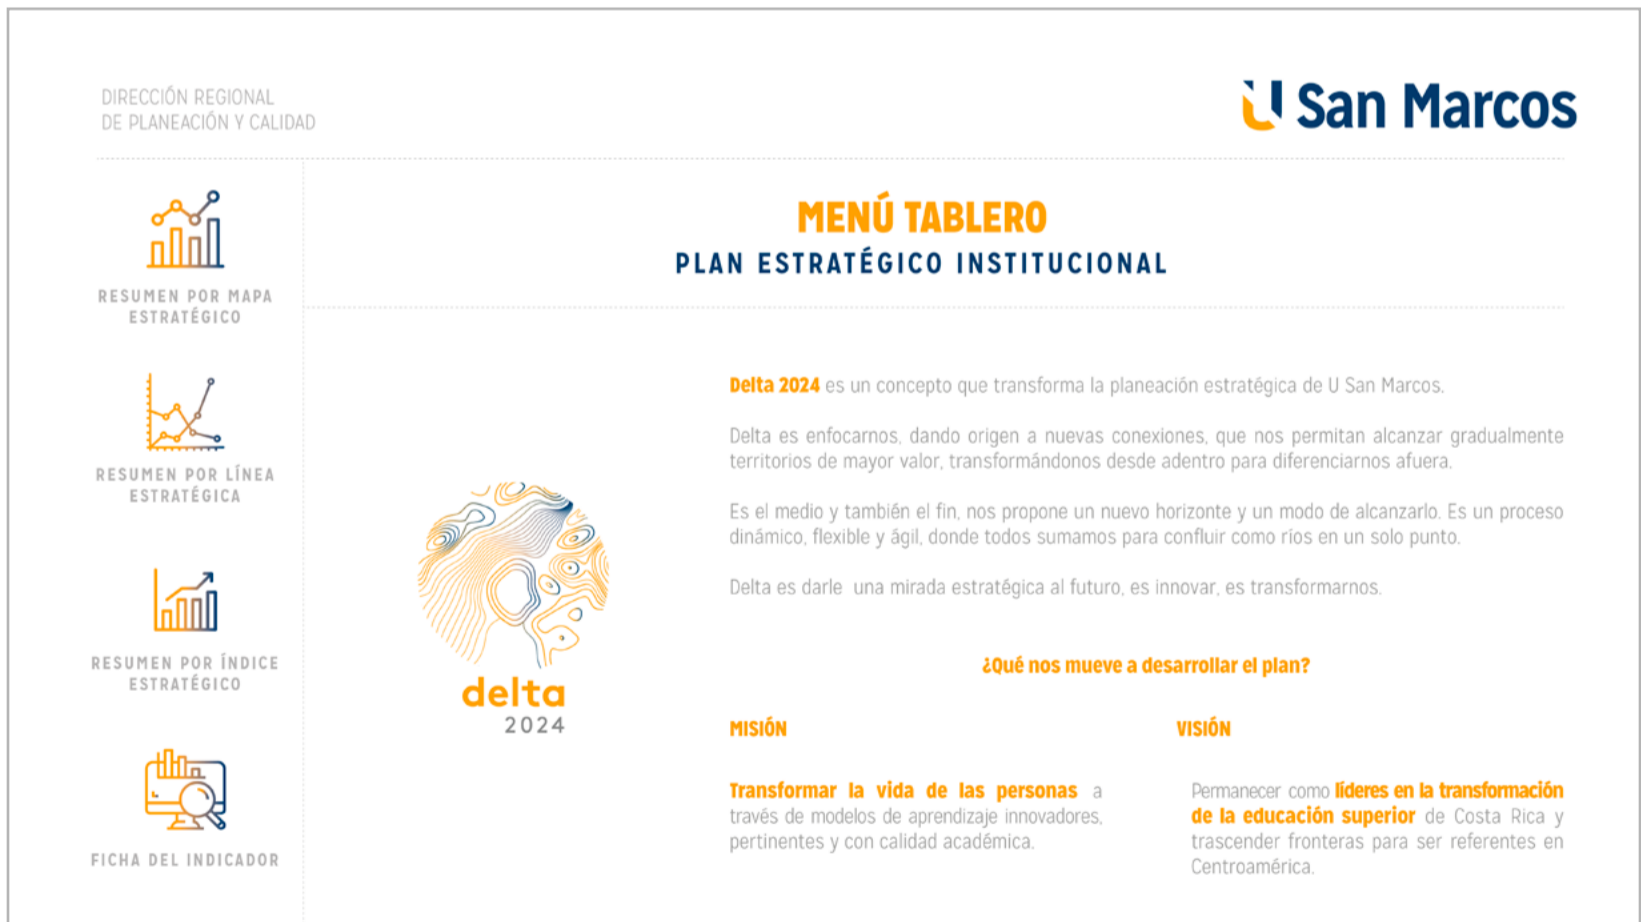 DIRECCIÓN REGIONAL
DE PLANEACIÓN Y CALIDAD
U San Marcos
RESUMEN POR MAPA
ESTRATÉGICO
RESUMEN POR LÍNEA
ESTRATÉGICA
RESUMEN POR ÍNDICE
ESTRATÉGICO
FICHA DEL INDICADOR
MENÚ TABLERO
PLAN ESTRATÉGICO INSTITUCIONAL
delta
2024
Delta 2024 es un concepto que transforma la planeación estratégica de U San Marcos.
Delta es enfocarnos, dando origen a nuevas conexiones, que nos permitan alcanzar gradualmente
territorios de mayor valor, transformándonos desde adentro para diferenciarnos afuera.
Es el medio y también el fin, nos propone un nuevo horizonte y un modo de alcanzarlo. Es un proceso
dinámico, flexible y ágil, donde todos sumamos para confluir como ríos en un solo punto.
Delta es darle una mirada estratégica al futuro, es innovar, es transformarnos.
¿Qué nos mueve a desarrollar el plan?
MISIÓN
Transformar la vida de las personas a
través de modelos de aprendizaje innovadores,
pertinentes y con calidad académica.
VISIÓN
Permanecer como líderes en la transformación
de la educación superior de Costa Rica y
trascender fronteras para ser referentes en
Centroamérica.